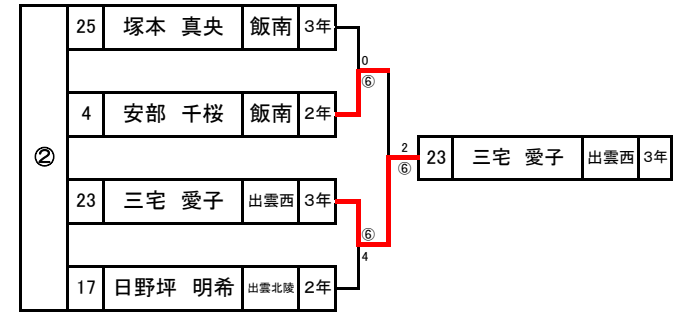 ②
25 塚本 真央 飯南 3年
0
⑥
4 安部 千桜 飯南 2年
2
⑥
23 三宅 愛子 出雲西 3年
23 三宅 愛子 出雲西 3年
⑥
4
17 日野坪 明希 出雲北陵 2年